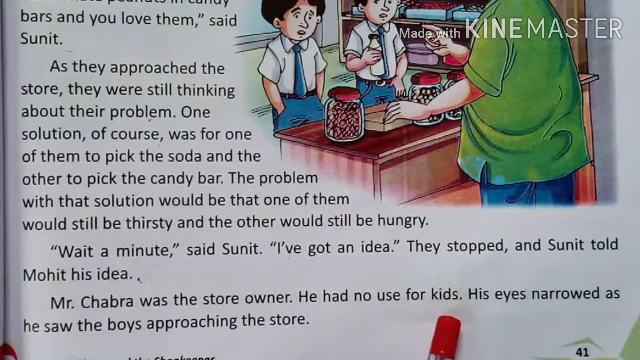 bars and you love them,” said
Sunit.
As they approached the
store, they were still thinking
about their problem. One
solution, of course, was for one
of them to pick the soda and the
other to pick the candy bar. The problem
with that solution would be that one of them
would still be thirsty and the other would still be hungry.
“Wait a minute,” said Sunit. “I’ve got an idea.” They stopped, and Sunit told
Mohit his idea.
Mr. Chabra was the store owner. He had no use for kids. His eyes narrowed as
he saw the boys approaching the store.
41
Made with KINEMASTER